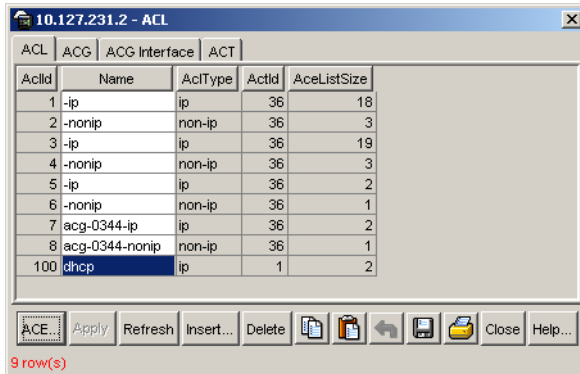 10.127.231.2 - ACL
ACL ACG ACG Interface ACT
AclId Name AclType ActId AceListSize
1 -ip ip 36 18
2 -nonip non-ip 36 3
3 -ip ip 36 19
4 -nonip non-ip 36 3
5 -ip ip 36 2
6 -nonip non-ip 36 1
7 acg-0344-ip ip 36 2
8 acg-0344-nonip non-ip 36 1
100 dhcp ip 1 2
ACE... Apply Refresh Insert... Delete Close Help...
9 row(s)